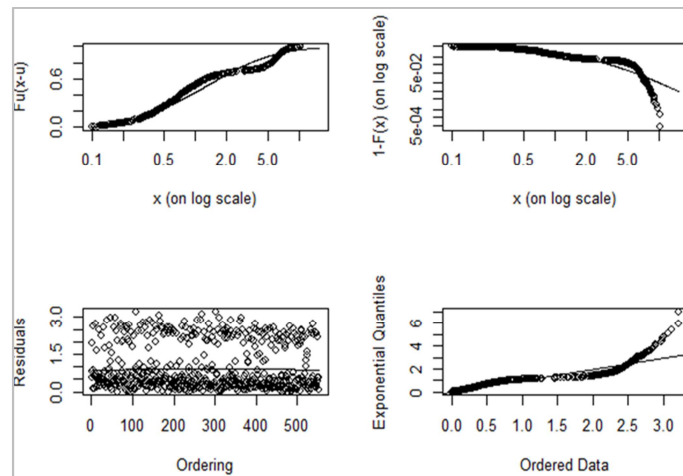 Fu(x-u)
0.0 0.6
0.1 0.5 2.0 5.0
x (on log scale)
1-F(x) (on log scale)
5e-04 5e-02
0.1 0.5 2.0 5.0
x (on log scale)
Residuals
0.0 1.5 3.0
0 100 200 300 400 500
Ordering
Exponential Quantiles
0 2 4 6
0.0 0.5 1.0 1.5 2.0 2.5 3.0
Ordered Data